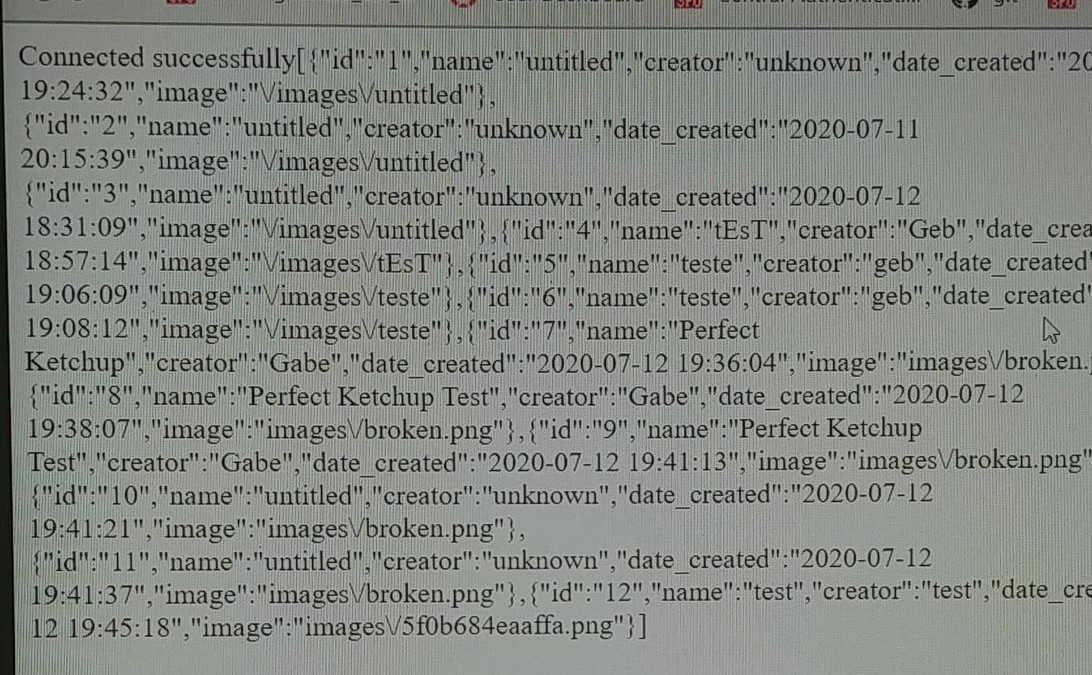 Connected successfully[{"id":"1","name":"untitled","creator":"unknown","date_created":"20
19:24:32","image":"\/images\/untitled"},
{"id":"2","name":"untitled","creator":"unknown","date_created":"2020-07-11
20:15:39","image":"\/images\/untitled"},
{"id":"3","name":"untitled","creator":"unknown","date_created":"2020-07-12
18:31:09","image":"\/images\/untitled"},{"id":"4","name":"tEsT","creator":"Geb","date_crea
18:57:14","image":"\/images\/tEsT"},{"id":"5","name":"teste","creator":"geb","date_created"
19:06:09","image":"\/images\/teste"},{"id":"6","name":"teste","creator":"geb","date_created"
19:08:12","image":"\/images\/teste"},{"id":"7","name":"Perfect
Ketchup","creator":"Gabe","date_created":"2020-07-12 19:36:04","image":"images\/broken.
{"id":"8","name":"Perfect Ketchup Test","creator":"Gabe","date_created":"2020-07-12
19:38:07","image":"images\/broken.png"},{"id":"9","name":"Perfect Ketchup
Test","creator":"Gabe","date_created":"2020-07-12 19:41:13","image":"images\/broken.png"
{"id":"10","name":"untitled","creator":"unknown","date_created":"2020-07-12
19:41:21","image":"images\/broken.png"},
{"id":"11","name":"untitled","creator":"unknown","date_created":"2020-07-12
19:41:37","image":"images\/broken.png"},{"id":"12","name":"test","creator":"test","date_cre
12 19:45:18","image":"images\/5f0b684eaaffa.png"}]